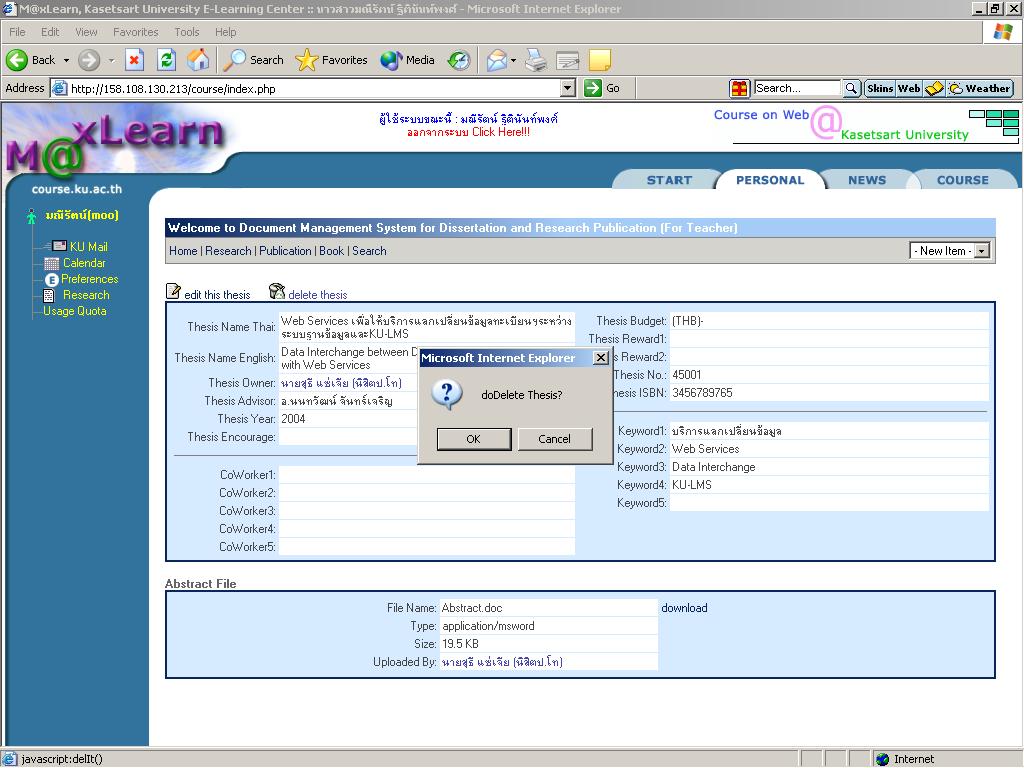 M@xLearn, Kasetsart University E-Learning Center :: นางสาวมณีรัตน์ ฐิตินันท์พงศ์ - Microsoft Internet Explorer
File Edit View Favorites Tools Help
Back Search Favorites Media
Address http://158.108.130.213/course/index.php Go Search... Skins Web Weather
M@xLearn
course.ku.ac.th
ผู้ใช้ระบบขณะนี้ : มณีรัตน์ ฐิตินันท์พงศ์
ออกจากระบบ Click Here!!!
Course on Web @
Kasetsart University
START PERSONAL NEWS COURSE
มณีรัตน์(moo)
KU Mail
Calendar
Preferences
Research
Usage Quota
Welcome to Document Management System for Dissertation and Research Publication (For Teacher)
Home | Research | Publication | Book | Search
- New Item -
edit this thesis delete thesis
Thesis Name Thai: Web Services เพื่อให้บริการแลกเปลี่ยนข้อมูลทะเบียนฯระหว่าง
ระบบฐานข้อมูลและKU-LMS
Thesis Name English: Data Interchange between
with Web Services
Thesis Owner: นายสุธี แซ่เจีย (นิสิตป.โท)
Thesis Advisor: อ.นนทวัฒน์ จันทร์เจริญ
Thesis Year: 2004
Thesis Encourage:
CoWorker1:
CoWorker2:
CoWorker3:
CoWorker4:
CoWorker5:
Thesis Budget: (THB)-
Thesis Reward1:
Reward2:
Thesis No.: 45001
hesis ISBN: 3456789765
Keyword1: บริการแลกเปลี่ยนข้อมูล
Keyword2: Web Services
Keyword3: Data Interchange
Keyword4: KU-LMS
Keyword5:
Microsoft Internet Explorer
doDelete Thesis?
OK Cancel
Abstract File
File Name: Abstract.doc download
Type: application/msword
Size: 19.5 KB
Uploaded By: นายสุธี แซ่เจีย (นิสิตป.โท)
javascript:delIt() Internet